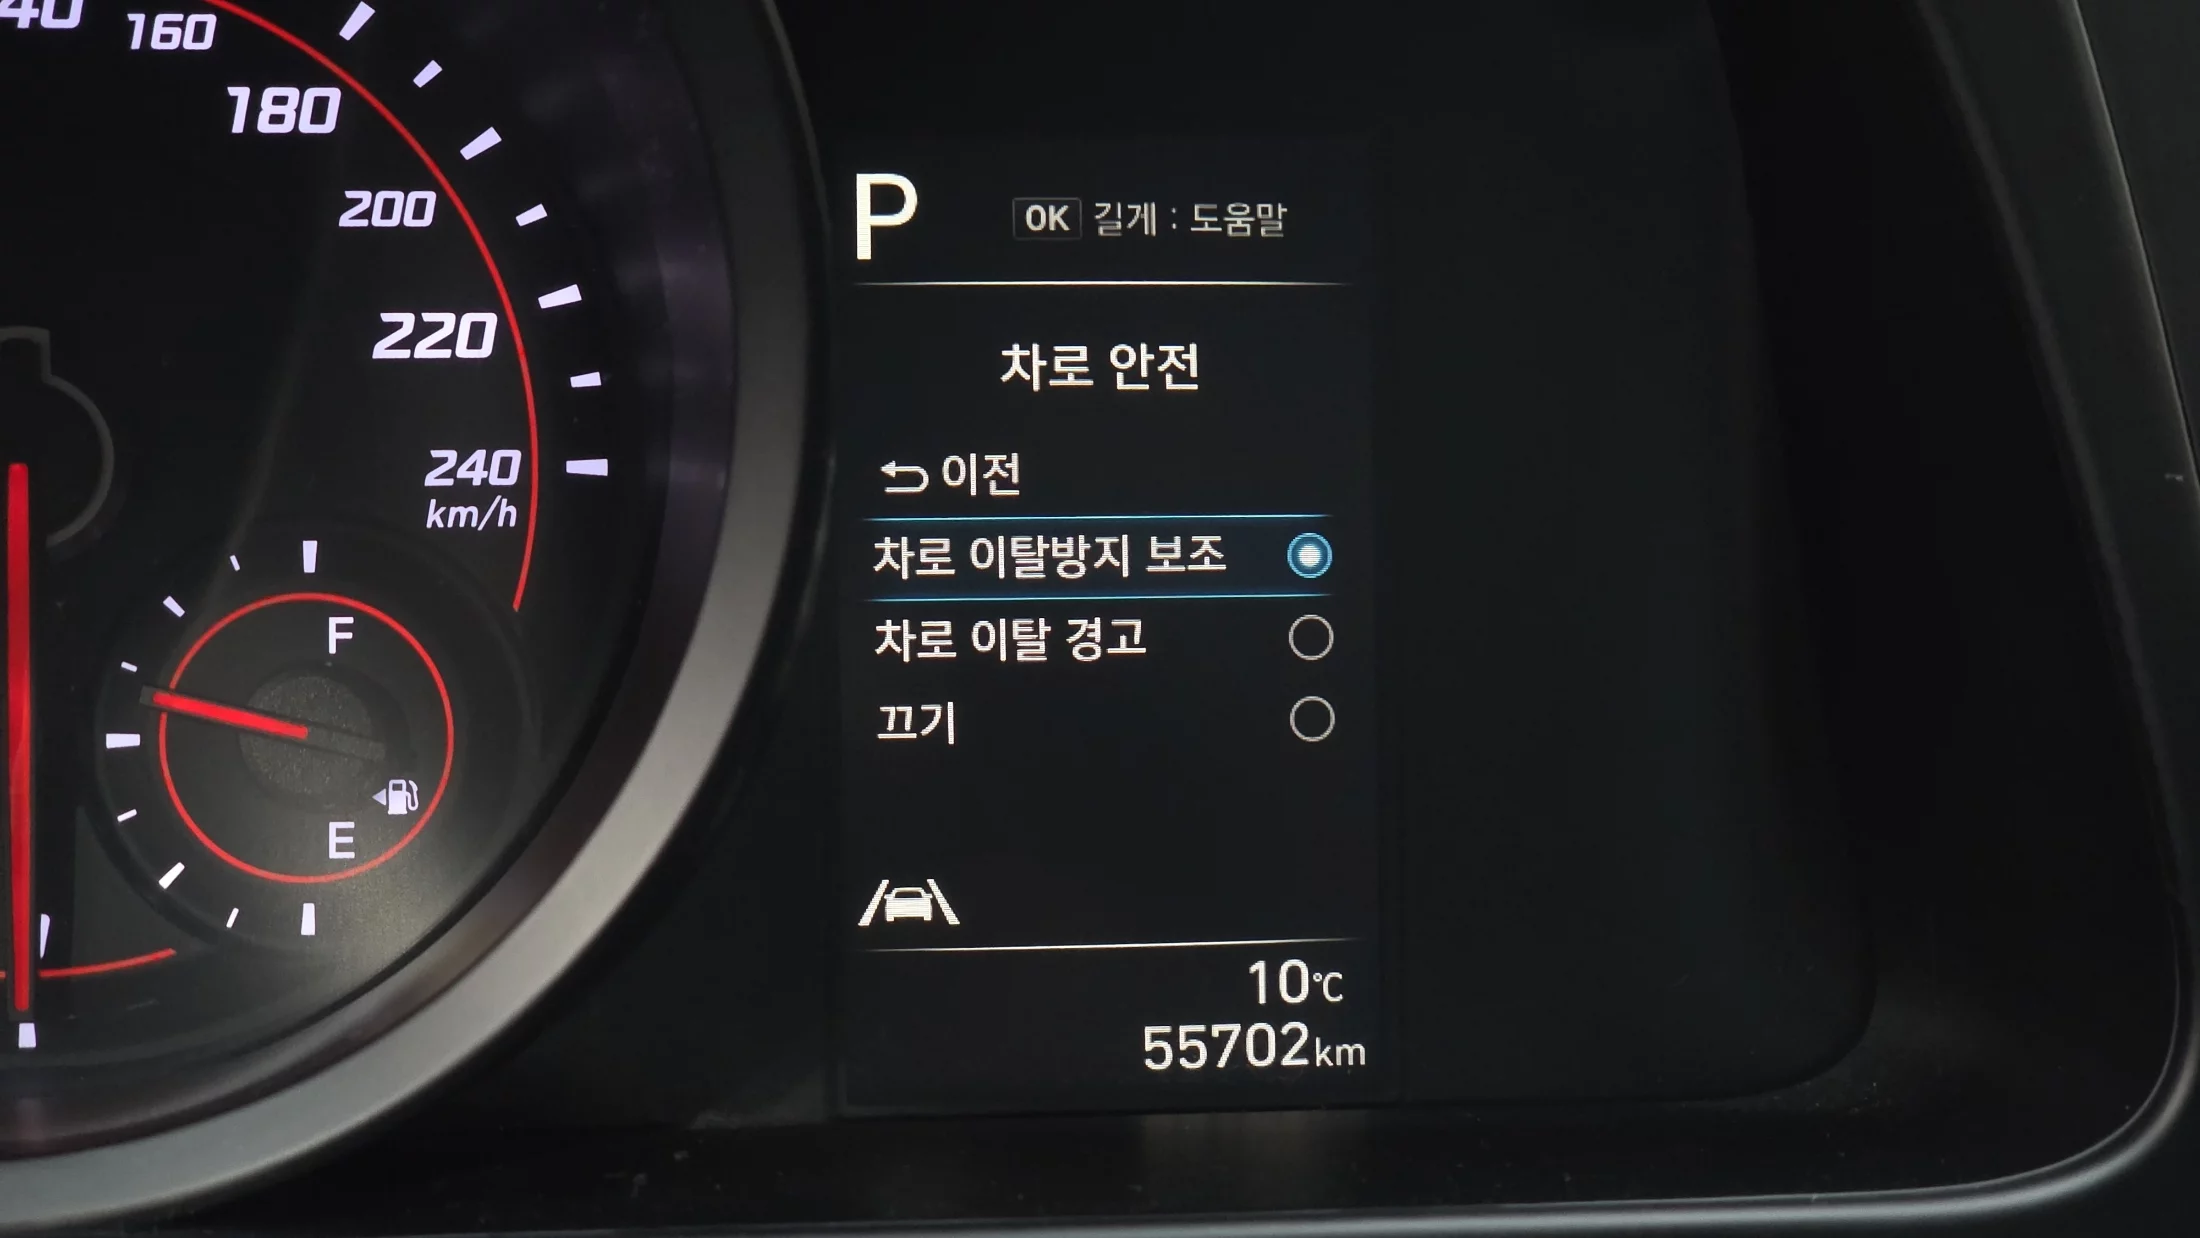 160
180
200
220
240
km/h
F
E
P
OK 길게 : 도움말
차로 안전
이전
차로 이탈방지 보조
차로 이탈 경고
끄기
10℃
55702km